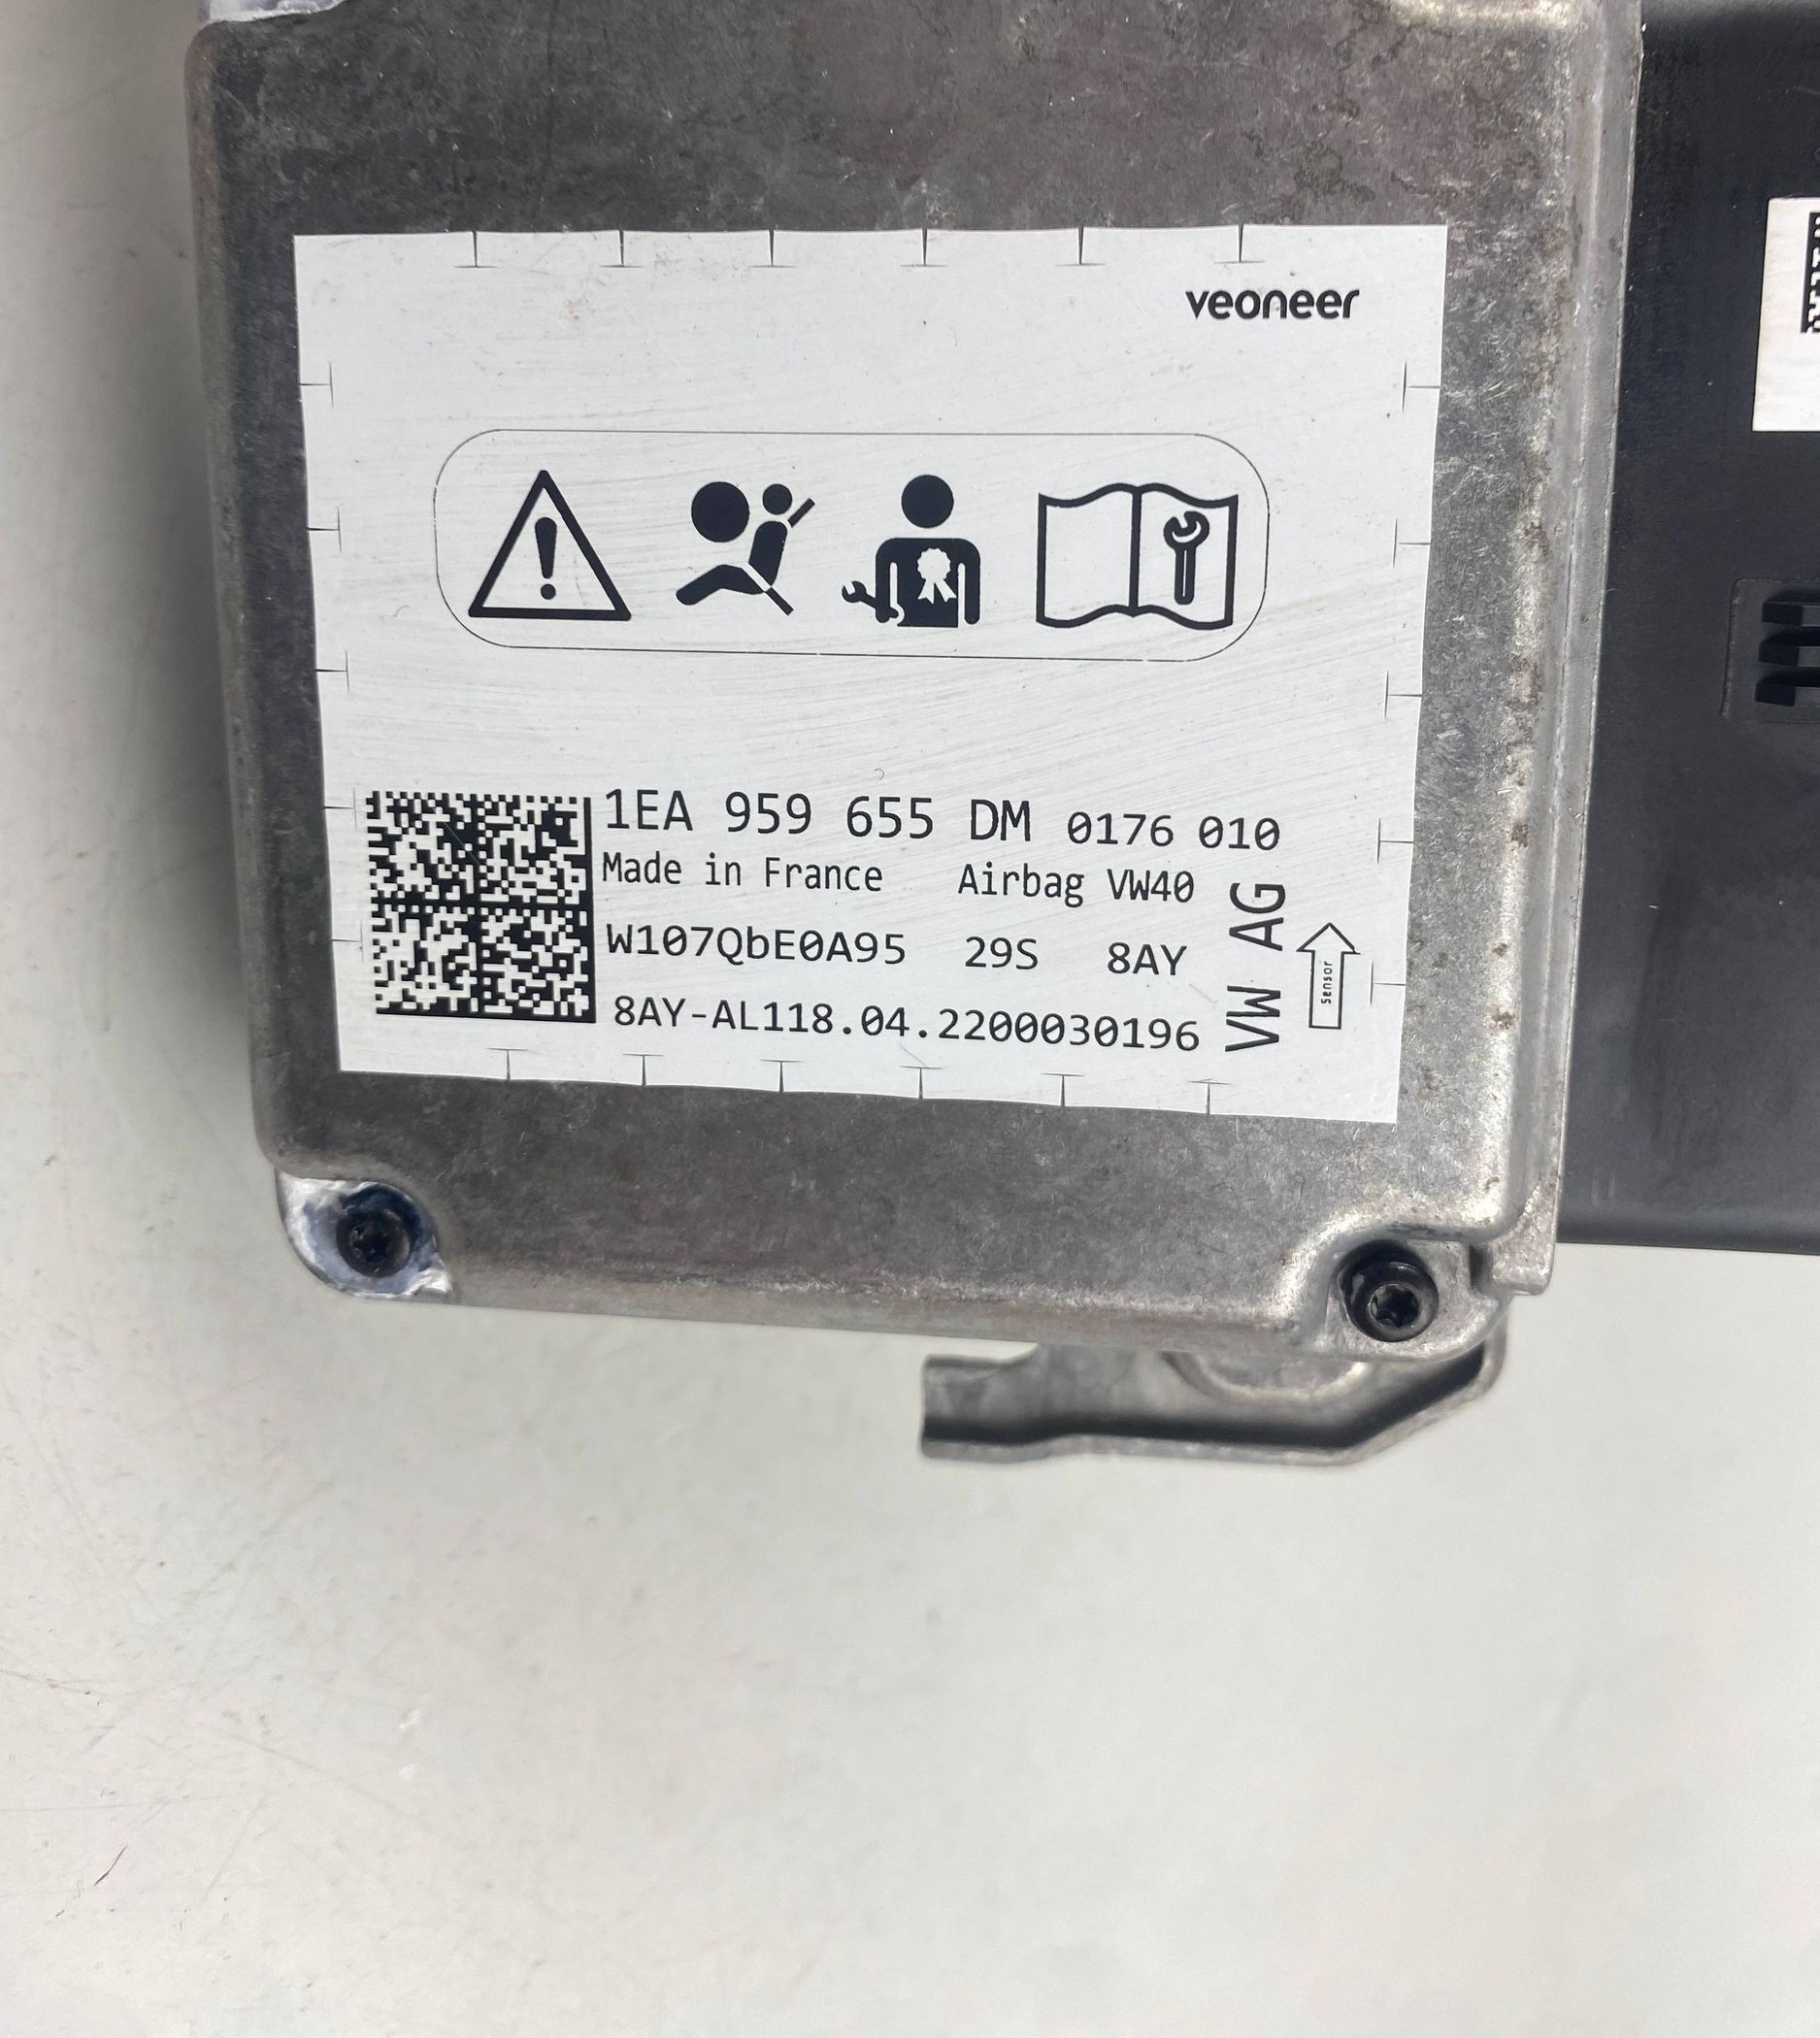 veoneer
1EA 959 655 DM 0176 010
Made in France Airbag VW40
W107QbE0A95 29S 8AY
8AY-AL118.04.2200030196
VW AG
sensor